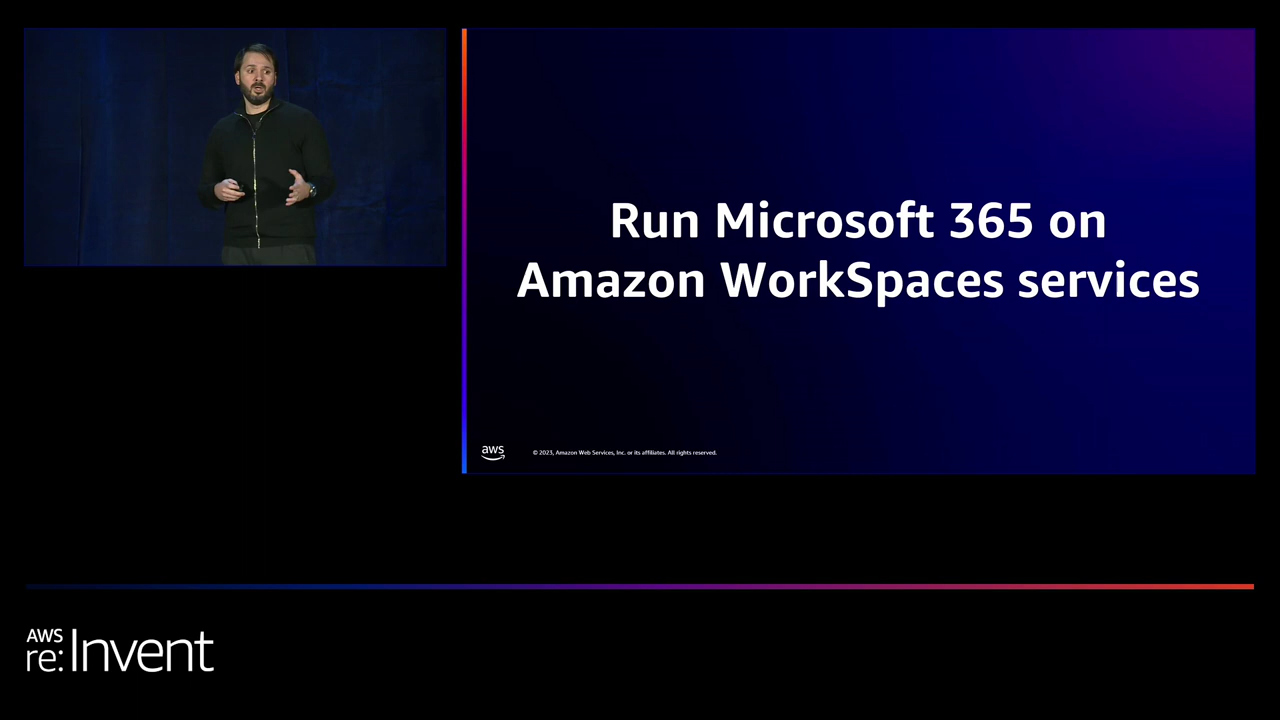 Run Microsoft 365 on
Amazon WorkSpaces services
aws
© 2023, Amazon Web Services, Inc. or its affiliates. All rights reserved.
AWS
re:Invent